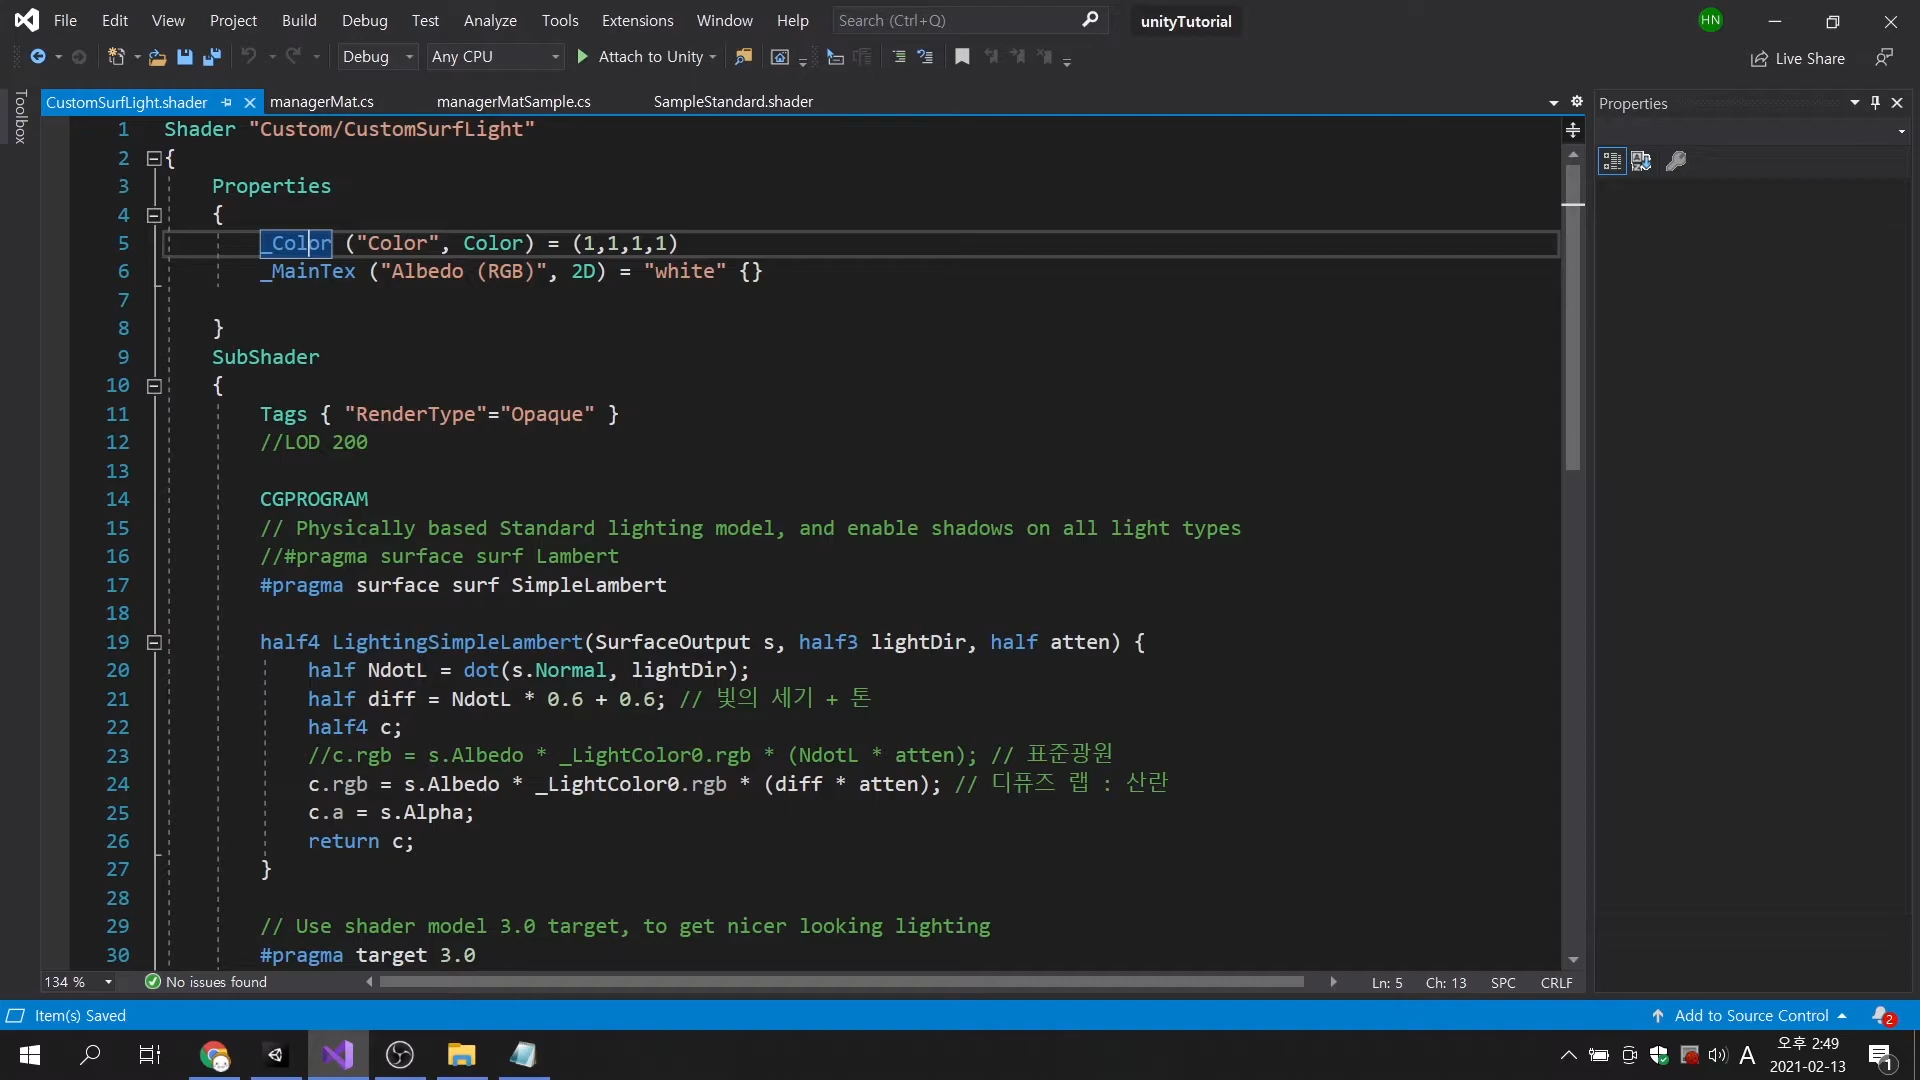 File Edit View Project Build Debug Test Analyze Tools Extensions Window Help Search (Ctrl+Q) unityTutorial HN
Debug Any CPU Attach to Unity Live Share
Toolbox
CustomSurfLight.shader managerMat.cs managerMatSample.cs SampleStandard.shader Properties
1 Shader "Custom/CustomSurfLight"
2 {
3 Properties
4 {
5 _Color ("Color", Color) = (1,1,1,1)
6 _MainTex ("Albedo (RGB)", 2D) = "white" {}
7
8 }
9 SubShader
10 {
11 Tags { "RenderType"="Opaque" }
12 //LOD 200
13
14 CGPROGRAM
15 // Physically based Standard lighting model, and enable shadows on all light types
16 //#pragma surface surf Lambert
17 #pragma surface surf SimpleLambert
18
19 half4 LightingSimpleLambert(SurfaceOutput s, half3 lightDir, half atten) {
20 half NdotL = dot(s.Normal, lightDir);
21 half diff = NdotL * 0.6 + 0.6; // 빛의 세기 + 톤
22 half4 c;
23 //c.rgb = s.Albedo * _LightColor0.rgb * (NdotL * atten); // 표준광원
24 c.rgb = s.Albedo * _LightColor0.rgb * (diff * atten); // 디퓨즈 랩 : 산란
25 c.a = s.Alpha;
26 return c;
27 }
28
29 // Use shader model 3.0 target, to get nicer looking lighting
30 #pragma target 3.0
134 % No issues found Ln: 5 Ch: 13 SPC CRLF
Item(s) Saved Add to Source Control 2
A 오후 2:49
2021-02-13 1